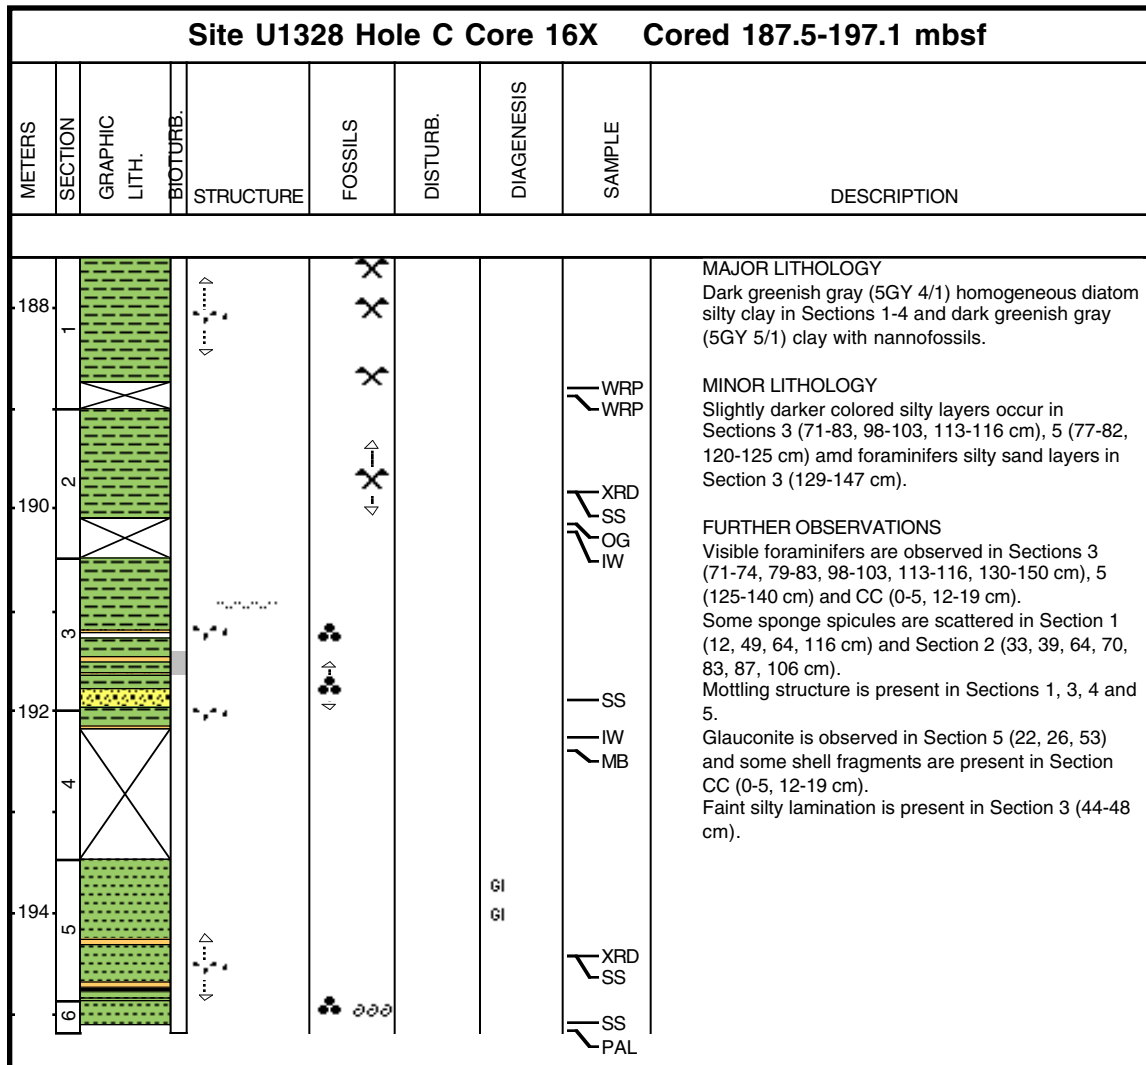 Site U1328 Hole C Core 16X Cored 187.5-197.1 mbsf
METERS
SECTION
GRAPHIC
LITH.
BIOTURB.
STRUCTURE
FOSSILS
DISTURB.
DIAGENESIS
SAMPLE
DESCRIPTION
188
190
192
194
1
2
3
4
5
6
GI
GI
WRP
WRP
XRD
SS
OG
IW
SS
IW
MB
XRD
SS
SS
PAL
MAJOR LITHOLOGY
Dark greenish gray (5GY 4/1) homogeneous diatom
silty clay in Sections 1-4 and dark greenish gray
(5GY 5/1) clay with nannofossils.
MINOR LITHOLOGY
Slightly darker colored silty layers occur in
Sections 3 (71-83, 98-103, 113-116 cm), 5 (77-82,
120-125 cm) amd foraminifers silty sand layers in
Section 3 (129-147 cm).
FURTHER OBSERVATIONS
Visible foraminifers are observed in Sections 3
(71-74, 79-83, 98-103, 113-116, 130-150 cm), 5
(125-140 cm) and CC (0-5, 12-19 cm).
Some sponge spicules are scattered in Section 1
(12, 49, 64, 116 cm) and Section 2 (33, 39, 64, 70,
83, 87, 106 cm).
Mottling structure is present in Sections 1, 3, 4 and
5.
Glauconite is observed in Section 5 (22, 26, 53)
and some shell fragments are present in Section
CC (0-5, 12-19 cm).
Faint silty lamination is present in Section 3 (44-48
cm).